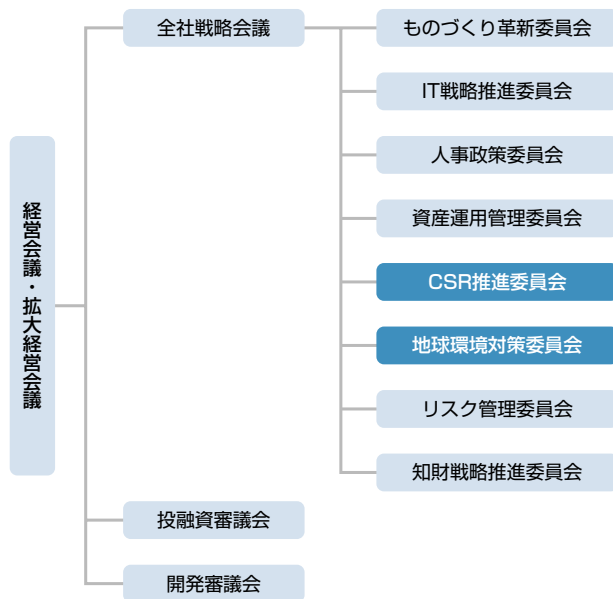 全社戦略会議
ものづくり革新委員会
IT戦略推進委員会
人事政策委員会
資産運用管理委員会
CSR推進委員会
地球環境対策委員会
リスク管理委員会
知財戦略推進委員会
経営会議・拡大経営会議
投融資審議会
開発審議会